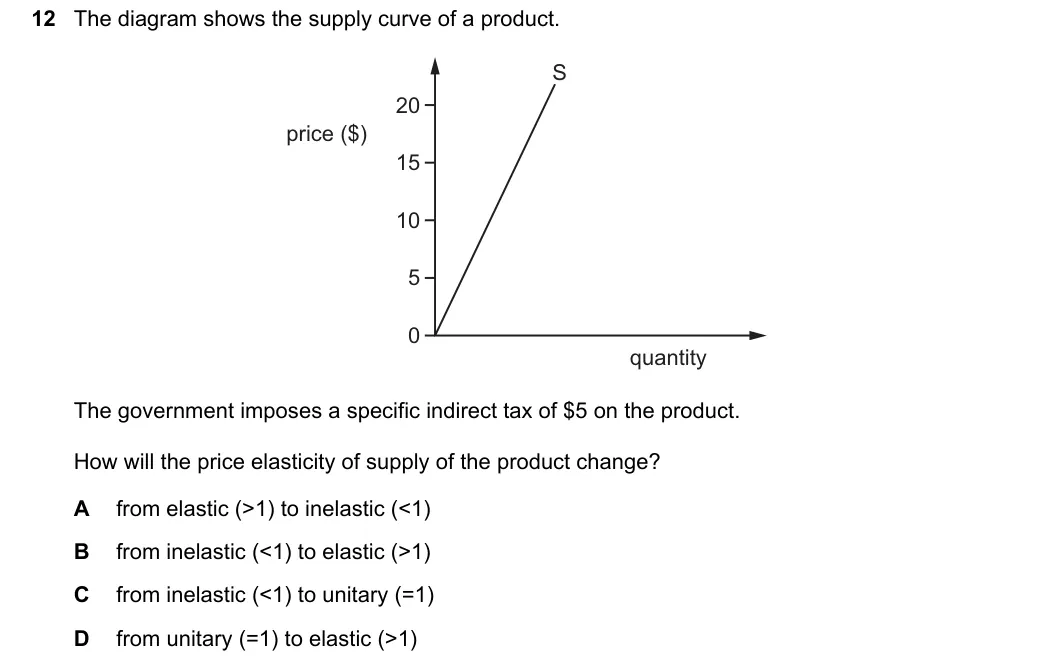 12 The diagram shows the supply curve of a product.
S
20
price ($)
15
10
5
0
quantity
The government imposes a specific indirect tax of $5 on the product.
How will the price elasticity of supply of the product change?
A from elastic (>1) to inelastic (<1)
B from inelastic (<1) to elastic (>1)
C from inelastic (<1) to unitary (=1)
D from unitary (=1) to elastic (>1)